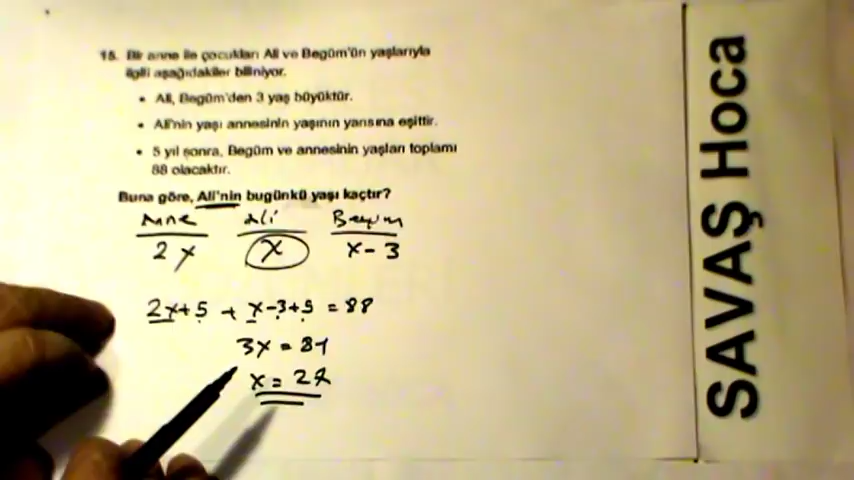 15. Bir anne ile çocukları Ali ve Begüm'ün yaşlarıyla
ilgili aşağıdakiler biliniyor.
• Ali, Begüm'den 3 yaş büyüktür.
• Ali'nin yaşı annesinin yaşının yarısına eşittir.
• 5 yıl sonra, Begüm ve annesinin yaşları toplamı
88 olacaktır.
Buna göre, Ali'nin bugünkü yaşı kaçtır?
Anne Ali Begüm
2x x x-3
2x+5 + x-3+5 = 88
3x = 81
x = 27
SAVAŞ Hoca